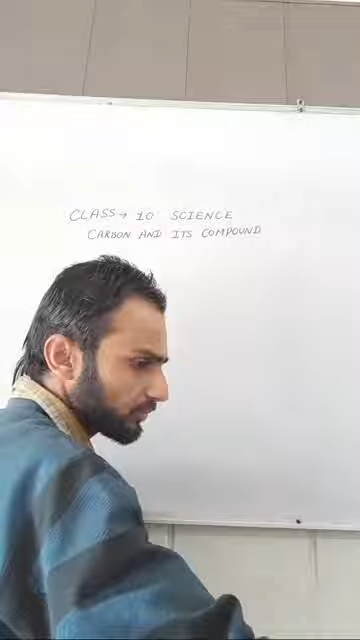 CLASS → 10 SCIENCE
CARBON AND ITS COMPOUND